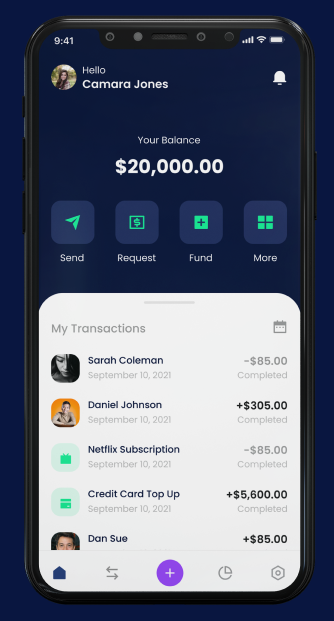 9:41
Hello
Camara Jones
Your Balance
$20,000.00
Send
Request
Fund
More
My Transactions
Sarah Coleman
-$85.00
September 10, 2021
Completed
Daniel Johnson
+$305.00
September 10, 2021
Completed
Netflix Subscription
-$85.00
September 10, 2021
Completed
Credit Card Top Up
+$5,600.00
September 10, 2021
Completed
Dan Sue
+$85.00